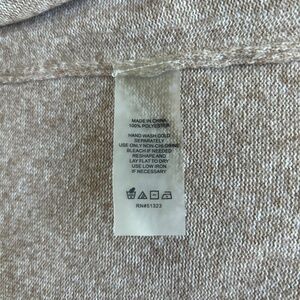 MADE IN CHINA
100% POLYESTER
HAND WASH COLD
SEPARATELY
USE ONLY NON-CHLORINE
BLEACH IF NEEDED
RESHAPE AND
LAY FLAT TO DRY
USE LOW IRON
IF NECESSARY
RN#51323